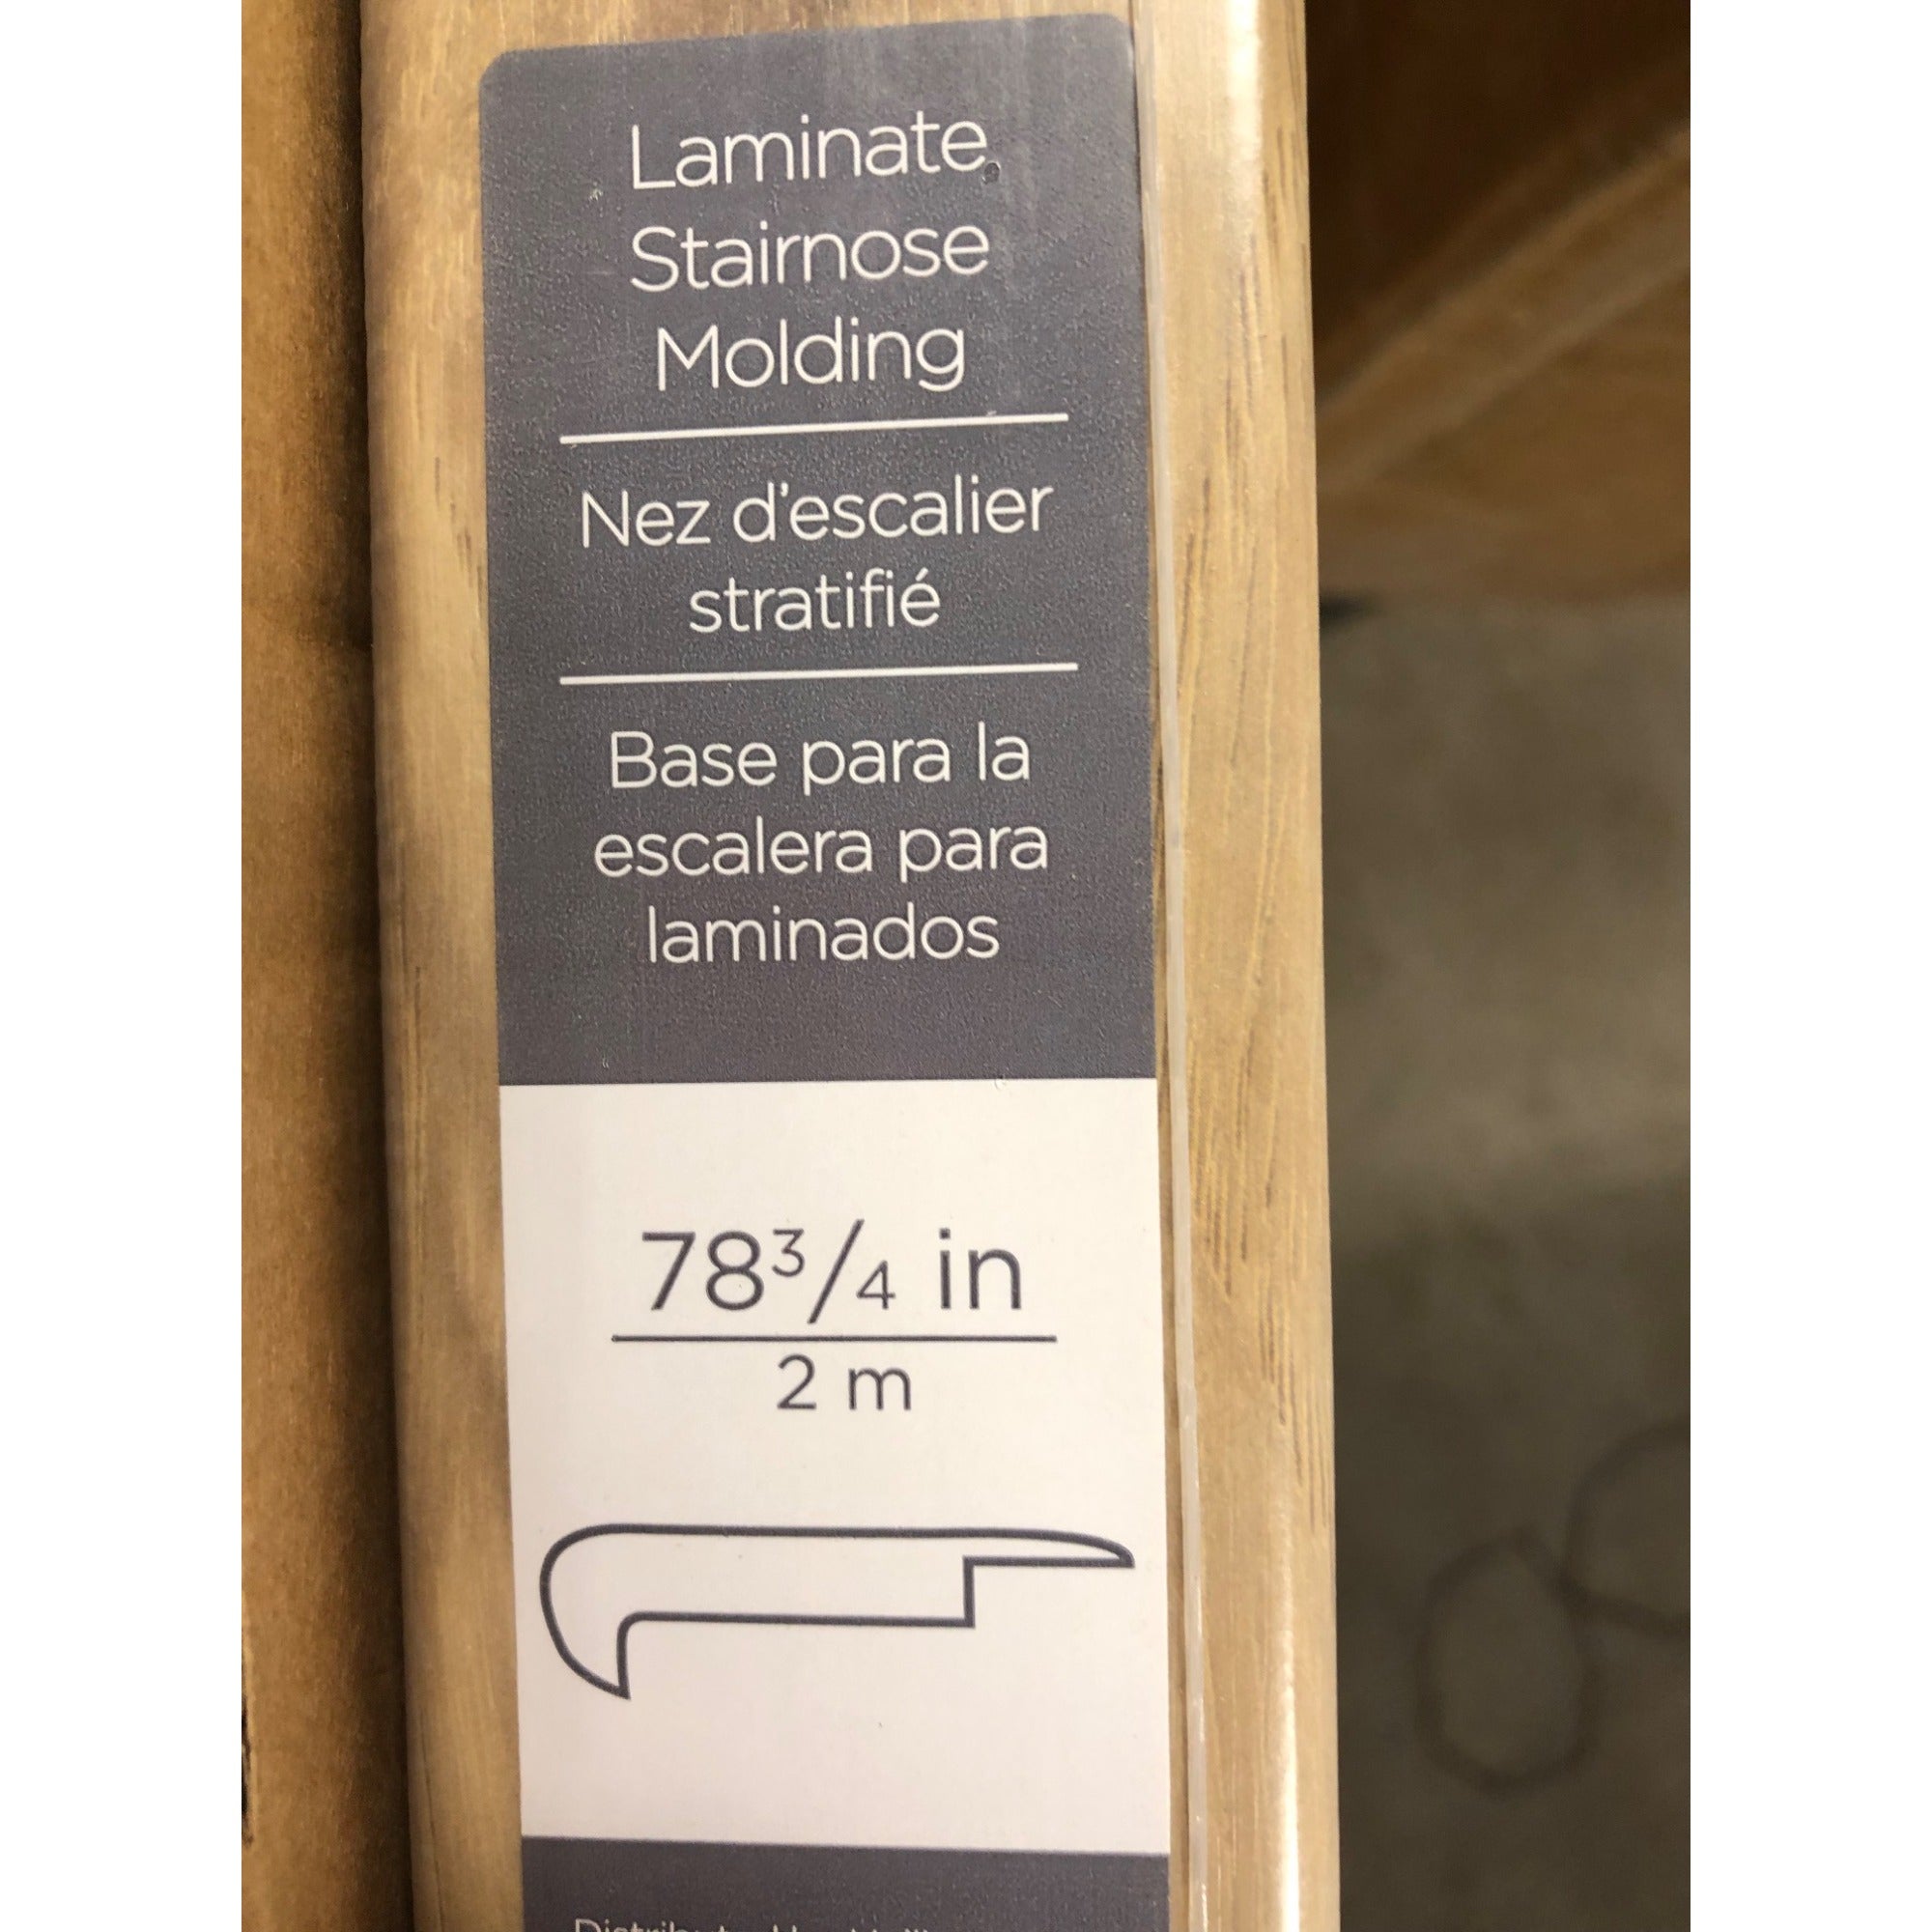 Laminate
Stairnose
Molding
Nez d'escalier
stratifié
Base para la
escalera para
laminados
78 3/4 in
2 m